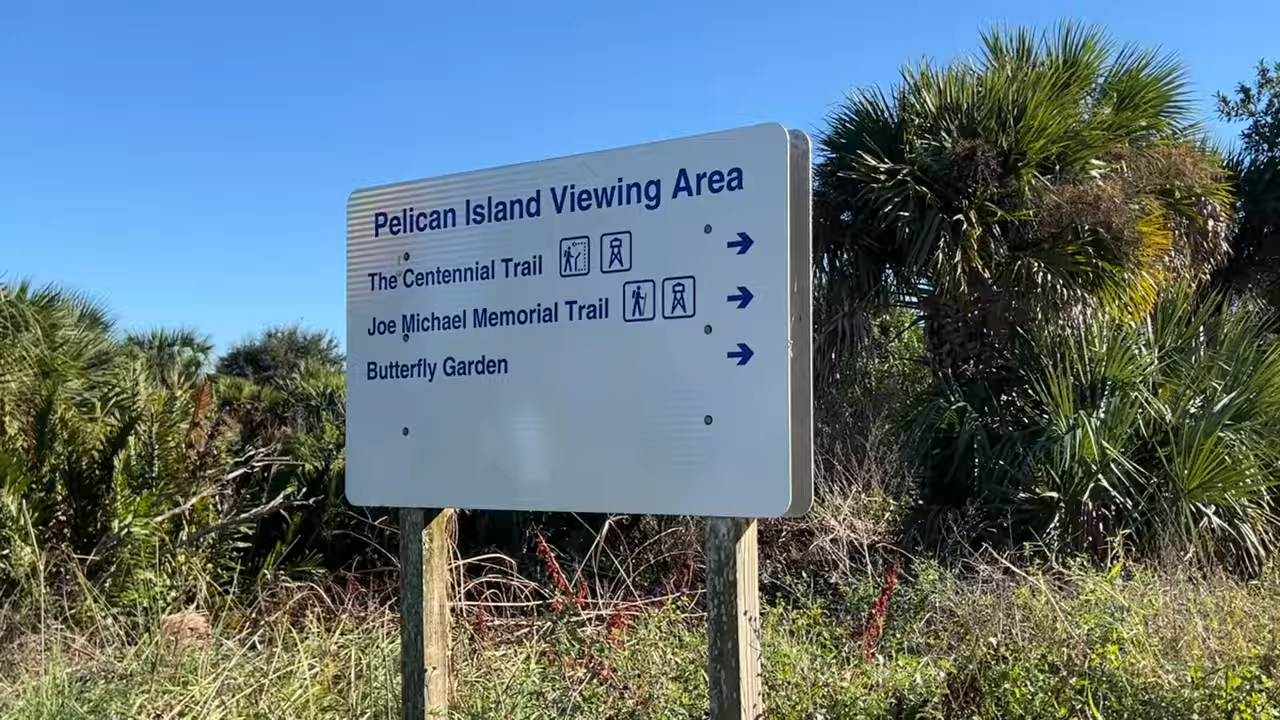 Pelican Island Viewing Area
The Centennial Trail
Joe Michael Memorial Trail
Butterfly Garden